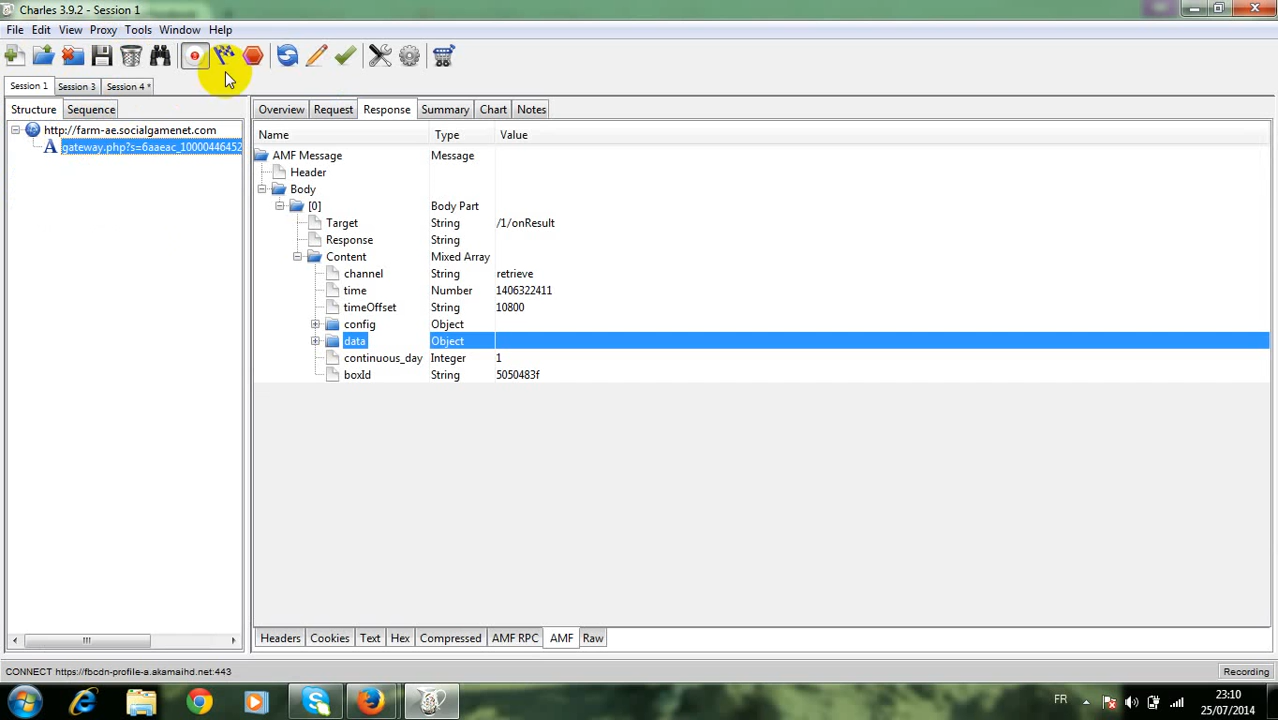 Charles 3.9.2 - Session 1
File Edit View Proxy Tools Window Help
Session 1 Session 3 Session 4 *
Structure Sequence Overview Request Response Summary Chart Notes
http://farm-ae.socialgamenet.com
gateway.php?s=6aaeac_10000446452
Name Type Value
AMF Message Message
Header
Body
[0] Body Part
Target String /1/onResult
Response String
Content Mixed Array
channel String retrieve
time Number 1406322411
timeOffset String 10800
config Object
data Object
continuous_day Integer 1
boxId String 5050483f
Headers Cookies Text Hex Compressed AMF RPC AMF Raw
CONNECT https://fbcdn-profile-a.akamaihd.net:443 Recording
FR 23:10
25/07/2014